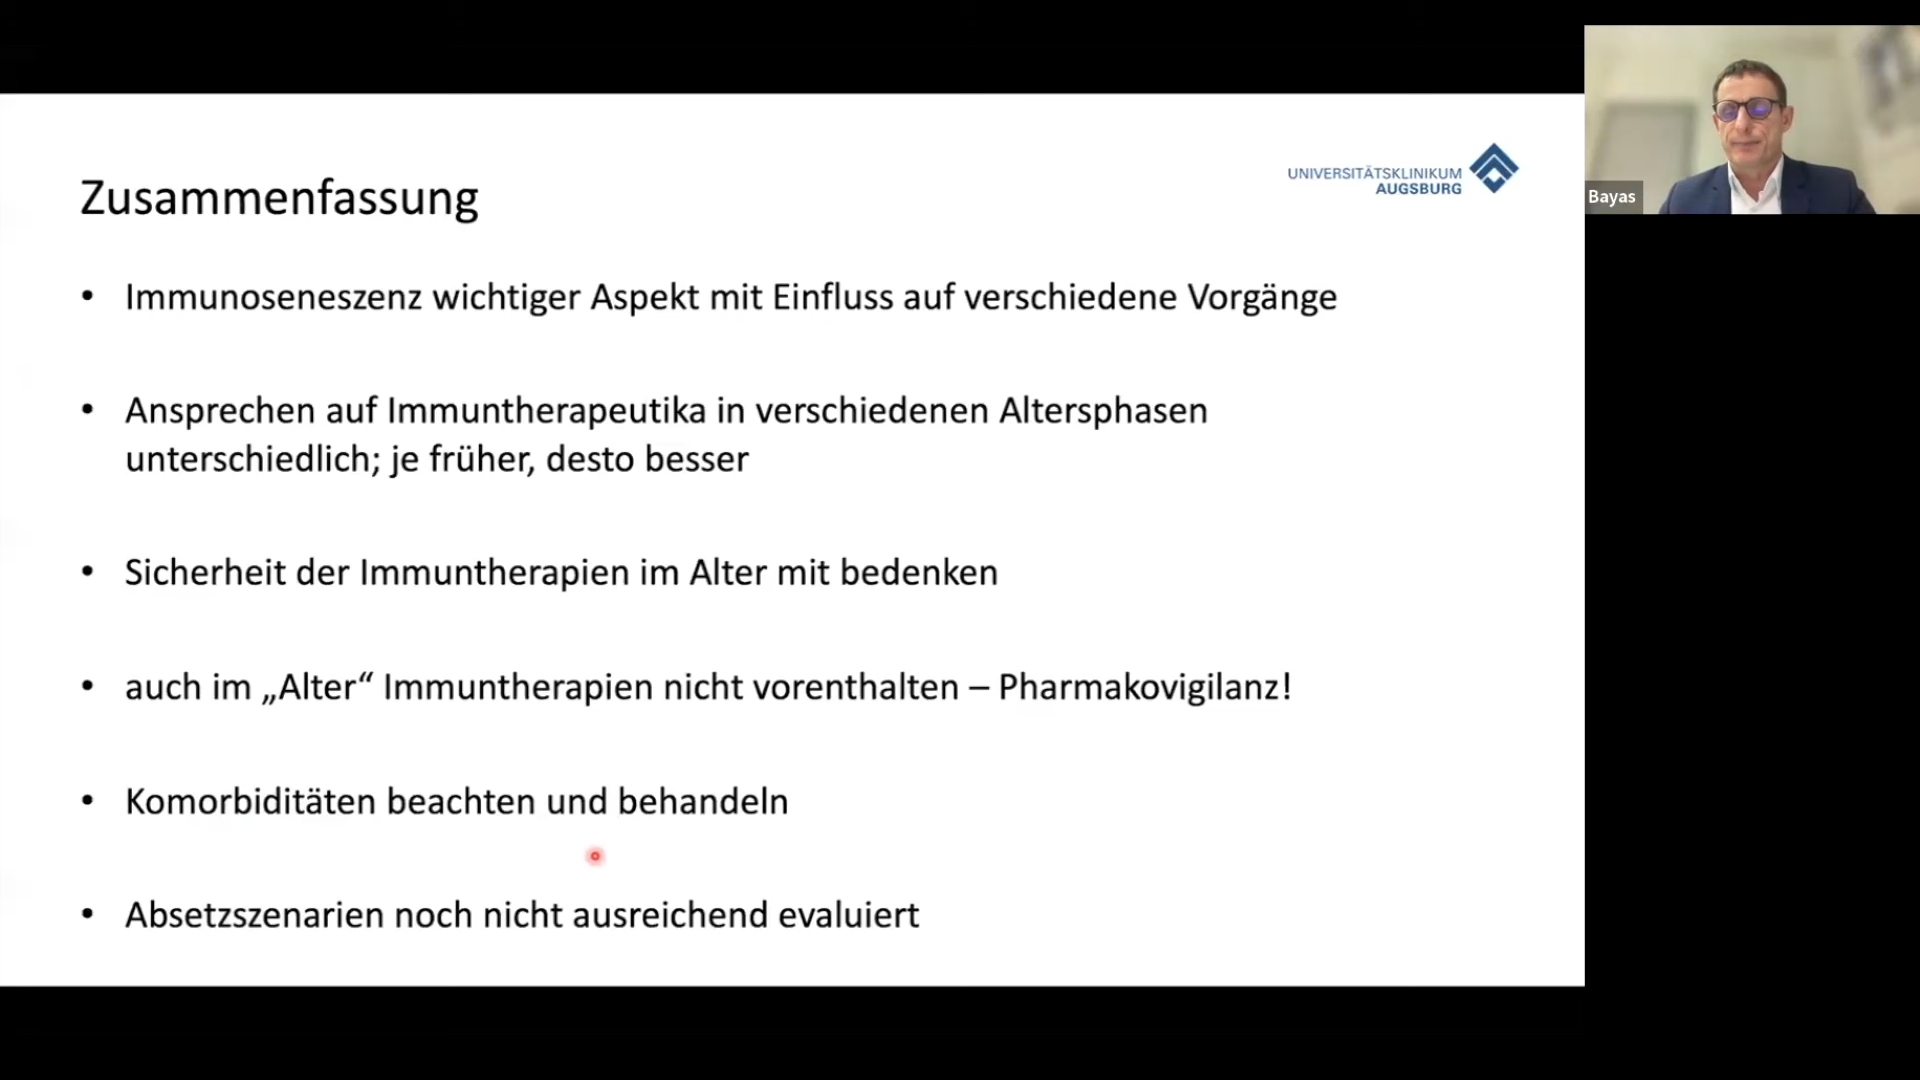 Zusammenfassung
UNIVERSITÄTSKLINIKUM
AUGSBURG
Bayas
• Immunoseneszenz wichtiger Aspekt mit Einfluss auf verschiedene Vorgänge
• Ansprechen auf Immuntherapeutika in verschiedenen Altersphasen
unterschiedlich; je früher, desto besser
• Sicherheit der Immuntherapien im Alter mit bedenken
• auch im „Alter“ Immuntherapien nicht vorenthalten – Pharmakovigilanz!
• Komorbiditäten beachten und behandeln
• Absetzszenarien noch nicht ausreichend evaluiert